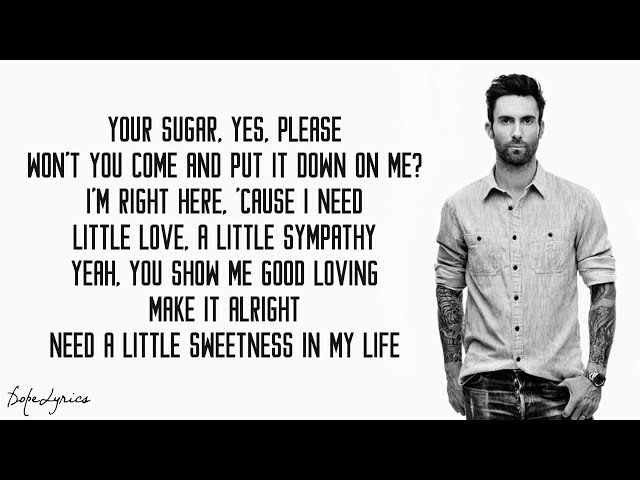 YOUR SUGAR, YES, PLEASE
WON'T YOU COME AND PUT IT DOWN ON ME?
I'M RIGHT HERE, 'CAUSE I NEED
LITTLE LOVE, A LITTLE SYMPATHY
YEAH, YOU SHOW ME GOOD LOVING
MAKE IT ALRIGHT
NEED A LITTLE SWEETNESS IN MY LIFE
DopeLyrics